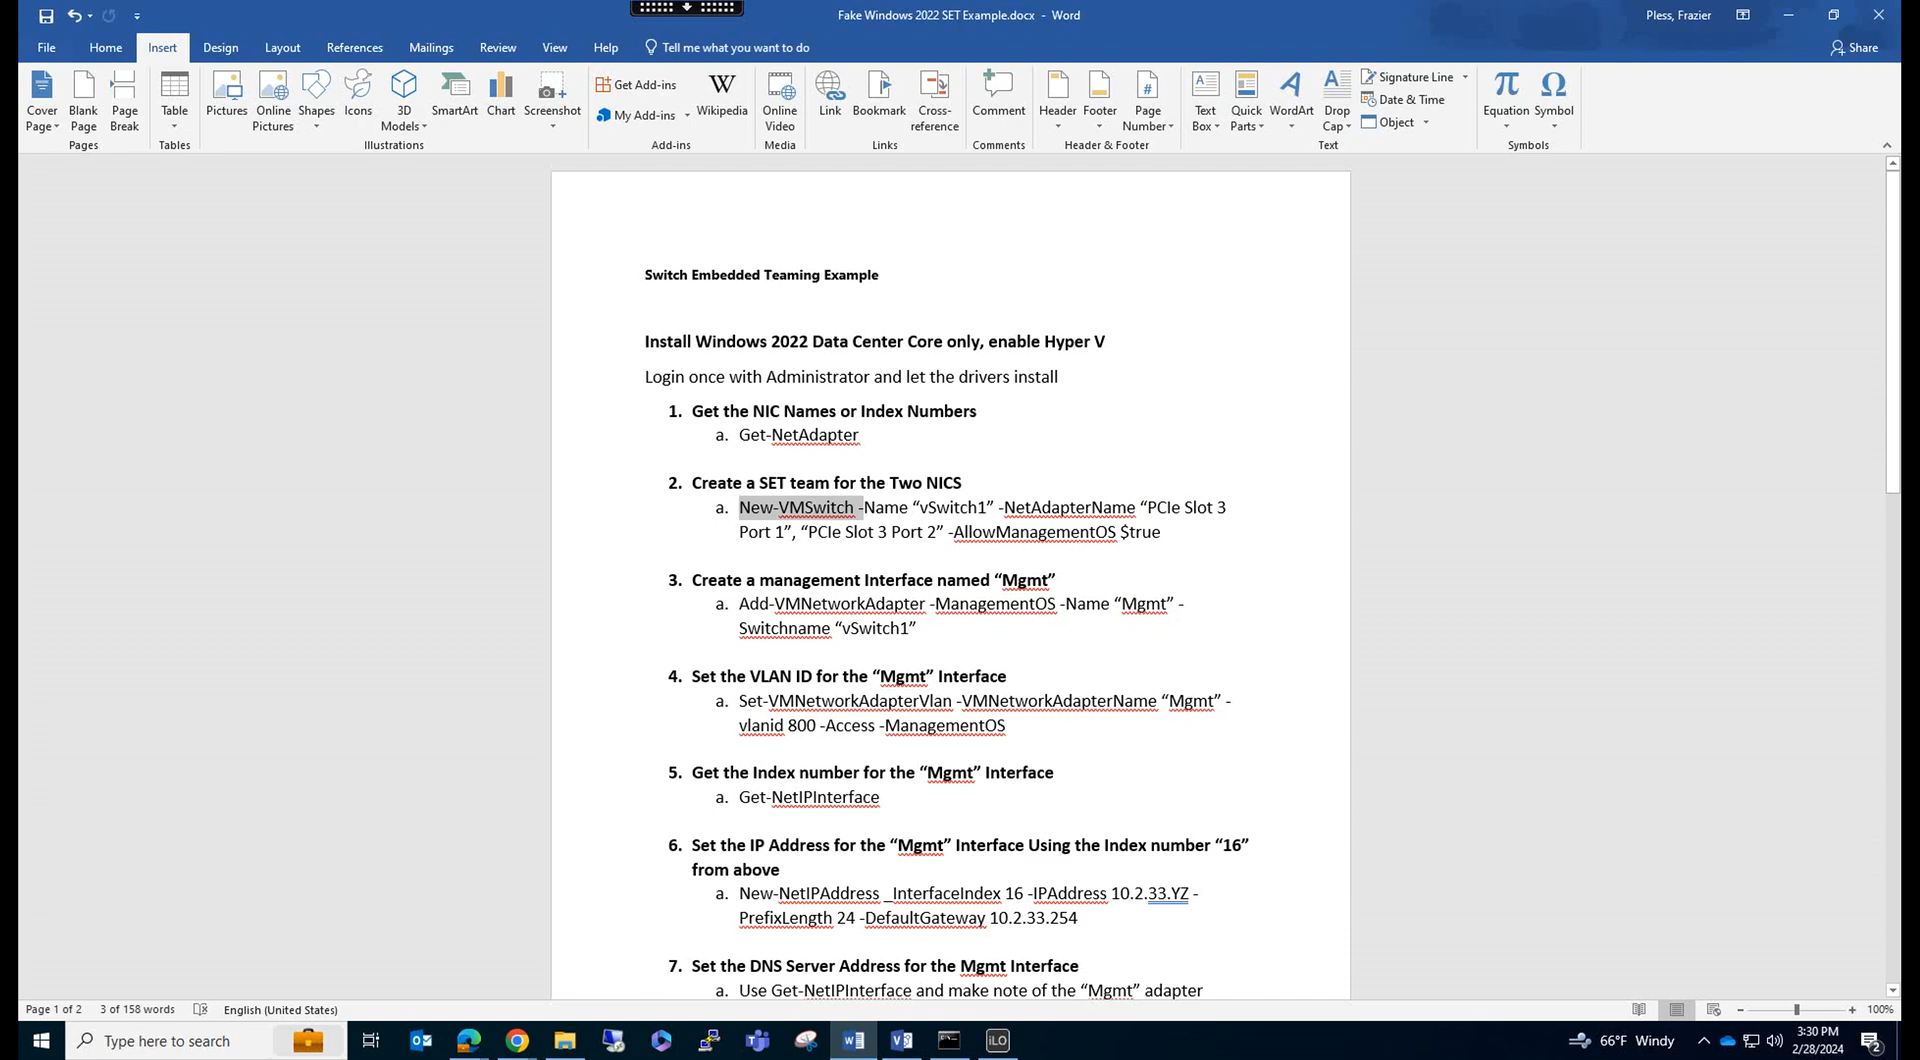 Fake Windows 2022 SET Example.docx - Word
Pless, Frazier
File Home Insert Design Layout References Mailings Review View Help Tell me what you want to do
Share
Cover Page
Blank Page
Page Break
Pages
Table
Tables
Pictures
Online Pictures
Shapes
Icons
3D Models
SmartArt
Chart
Screenshot
Illustrations
Get Add-ins
My Add-ins
W
Wikipedia
Add-ins
Online Video
Media
Link
Bookmark
Cross-reference
Links
Comment
Comments
Header
Footer
Page Number
Header & Footer
Text Box
Quick Parts
WordArt
Drop Cap
Signature Line
Date & Time
Object
Text
π
Equation
Ω
Symbol
Symbols
Switch Embedded Teaming Example
Install Windows 2022 Data Center Core only, enable Hyper V
Login once with Administrator and let the drivers install
1. Get the NIC Names or Index Numbers
a. Get-NetAdapter
2. Create a SET team for the Two NICS
a. New-VMSwitch -Name “vSwitch1” -NetAdapterName “PCIe Slot 3
Port 1”, “PCIe Slot 3 Port 2” -AllowManagementOS $true
3. Create a management Interface named “Mgmt”
a. Add-VMNetworkAdapter -ManagementOS -Name “Mgmt” -
Switchname “vSwitch1”
4. Set the VLAN ID for the “Mgmt” Interface
a. Set-VMNetworkAdapterVlan -VMNetworkAdapterName “Mgmt” -
vlanid 800 -Access -ManagementOS
5. Get the Index number for the “Mgmt” Interface
a. Get-NetIPInterface
6. Set the IP Address for the “Mgmt” Interface Using the Index number “16”
from above
a. New-NetIPAddress _InterfaceIndex 16 -IPAddress 10.2.33.YZ -
PrefixLength 24 -DefaultGateway 10.2.33.254
7. Set the DNS Server Address for the Mgmt Interface
a. Use Get-NetIPInterface and make note of the “Mgmt” adapter
Page 1 of 2 3 of 158 words English (United States) 100%
Type here to search
iLO
66°F Windy
3:30 PM
2/28/2024
2